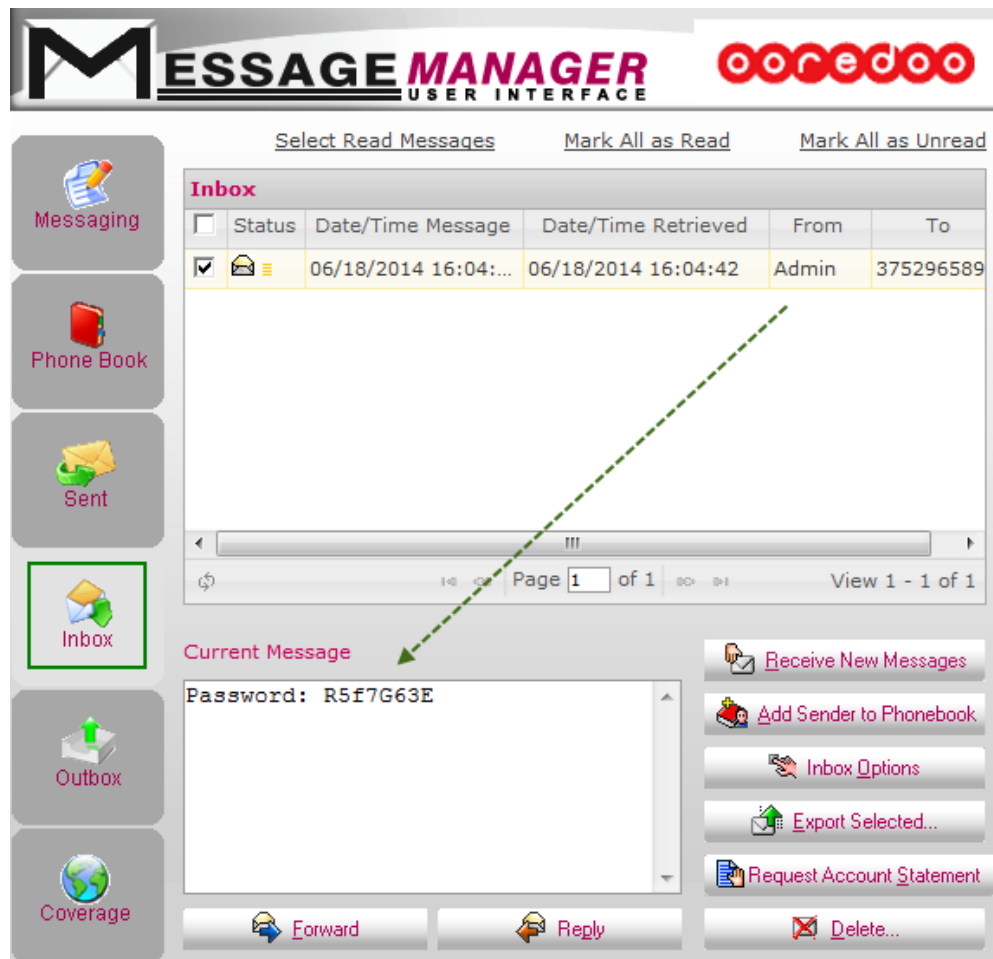 MESSAGE MANAGER
USER INTERFACE
ooredoo
Select Read Messages Mark All as Read Mark All as Unread
Messaging
Inbox
Status Date/Time Message Date/Time Retrieved From To
06/18/2014 16:04:... 06/18/2014 16:04:42 Admin 375296589
Phone Book
Sent
Page 1 of 1 View 1 - 1 of 1
Inbox
Current Message
Password: R5f7G63E
Receive New Messages
Add Sender to Phonebook
Outbox
Inbox Options
Export Selected...
Request Account Statement
Coverage
Forward Reply Delete...